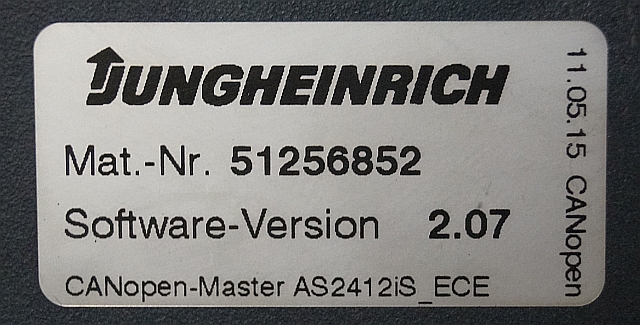 JUNGHEINRICH
Mat.-Nr. 51256852
Software-Version 2.07
CANopen-Master AS2412iS_ECE
11.05.15 CANopen